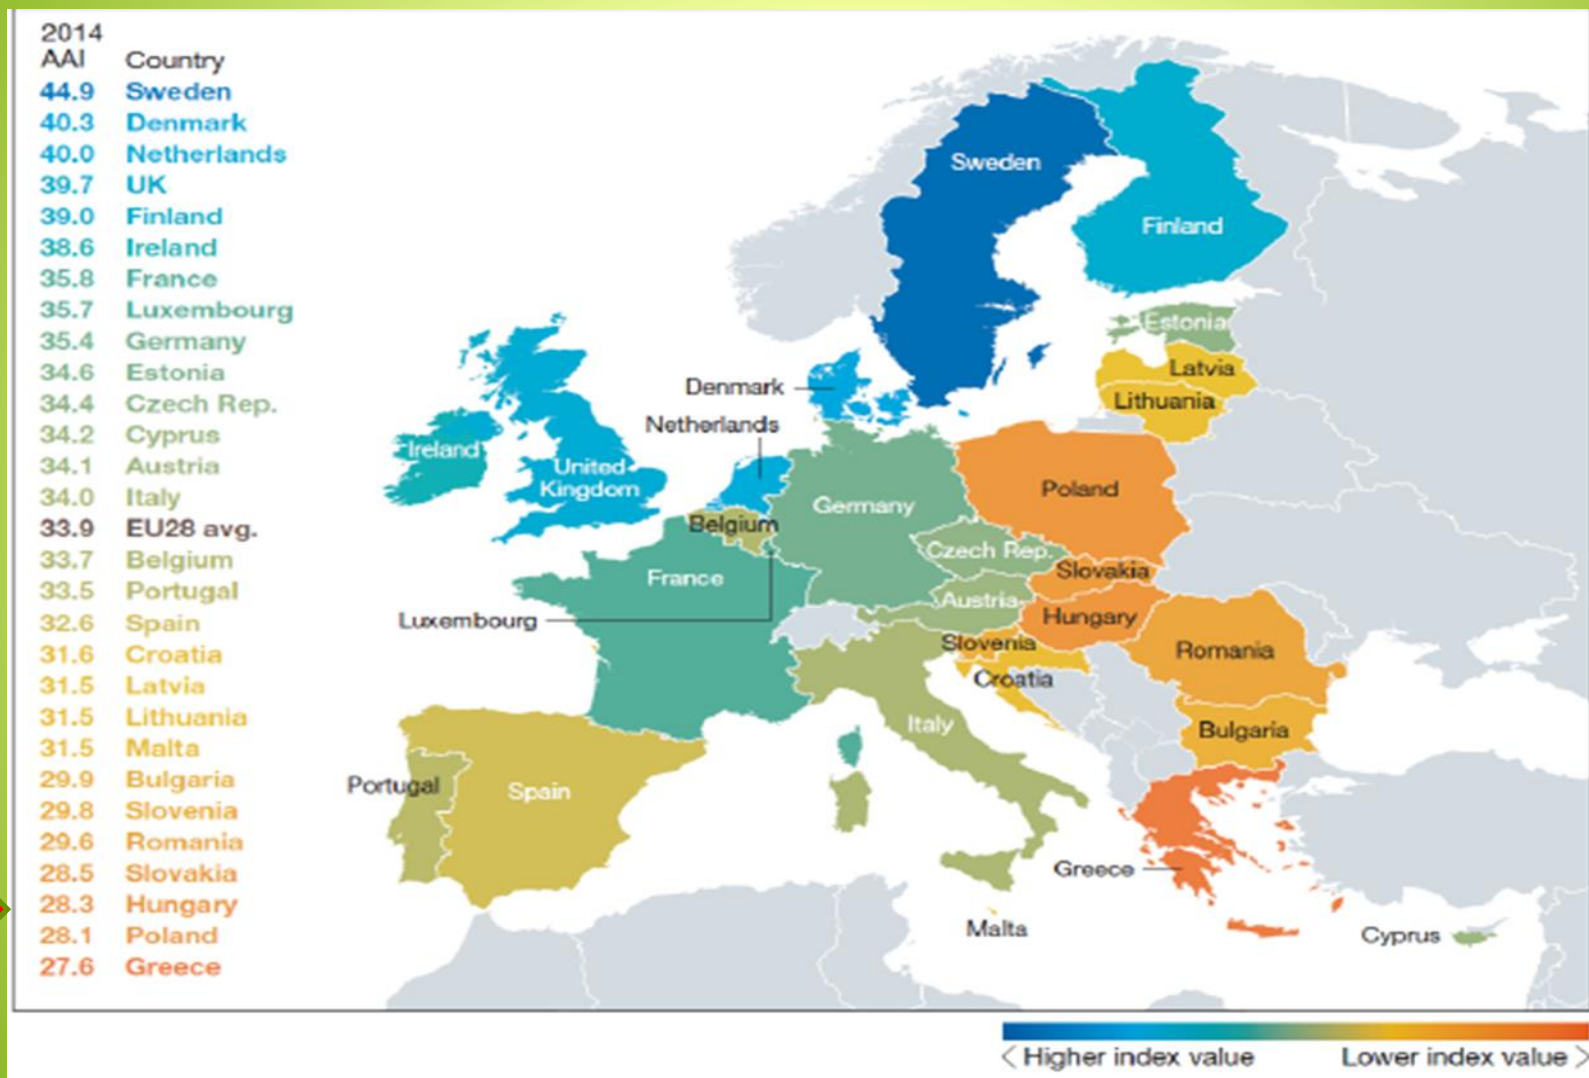 2014
AAI Country
44.9 Sweden
40.3 Denmark
40.0 Netherlands
39.7 UK
39.0 Finland
38.6 Ireland
35.8 France
35.7 Luxembourg
35.4 Germany
34.6 Estonia
34.4 Czech Rep.
34.2 Cyprus
34.1 Austria
34.0 Italy
33.9 EU28 avg.
33.7 Belgium
33.5 Portugal
32.6 Spain
31.6 Croatia
31.5 Latvia
31.5 Lithuania
31.5 Malta
29.9 Bulgaria
29.8 Slovenia
29.6 Romania
28.5 Slovakia
28.3 Hungary
28.1 Poland
27.6 Greece
Sweden
Finland
Estonia
Latvia
Denmark
Lithuania
Netherlands
Ireland
United
Kingdom
Poland
Germany
Belgium
Czech Rep.
Slovakia
France
Austria
Hungary
Luxembourg
Slovenia
Romania
Croatia
Italy
Bulgaria
Portugal
Spain
Greece
Malta
Cyprus
< Higher index value
Lower index value >